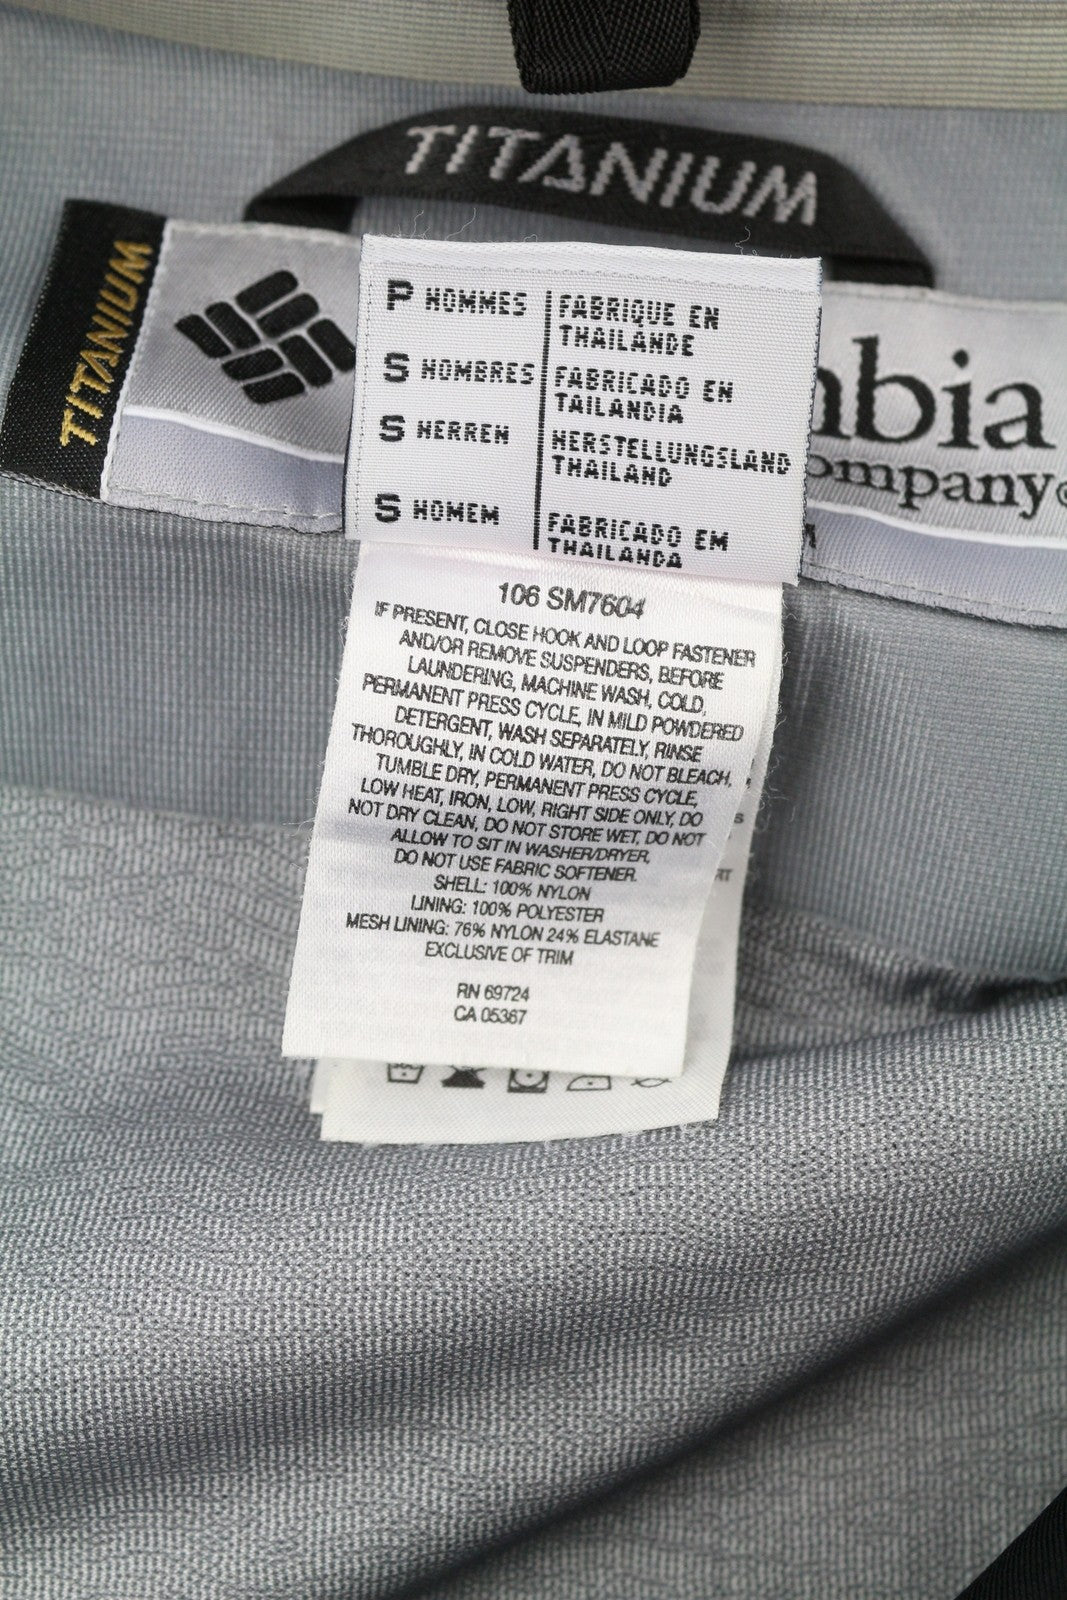 TITANIUM
TITANIUM
bia
ompany
P HOMMES
FABRIQUE EN
THAILANDE
S HOMBRES
FABRICADO EN
TAILANDIA
S HERREN
HERSTELLUNGSLAND
THAILAND
S HOMEM
FABRICADO EM
THAILANDA
106 SM7604
IF PRESENT, CLOSE HOOK AND LOOP FASTENER
AND/OR REMOVE SUSPENDERS, BEFORE
LAUNDERING, MACHINE WASH, COLD,
PERMANENT PRESS CYCLE, IN MILD POWDERED
DETERGENT, WASH SEPARATELY, RINSE
THOROUGHLY, IN COLD WATER, DO NOT BLEACH,
TUMBLE DRY, PERMANENT PRESS CYCLE,
LOW HEAT, IRON, LOW, RIGHT SIDE ONLY, DO
NOT DRY CLEAN, DO NOT STORE WET, DO NOT
ALLOW TO SIT IN WASHER/DRYER,
DO NOT USE FABRIC SOFTENER.
SHELL: 100% NYLON
LINING: 100% POLYESTER
MESH LINING: 76% NYLON 24% ELASTANE
EXCLUSIVE OF TRIM
RN 69724
CA 05367